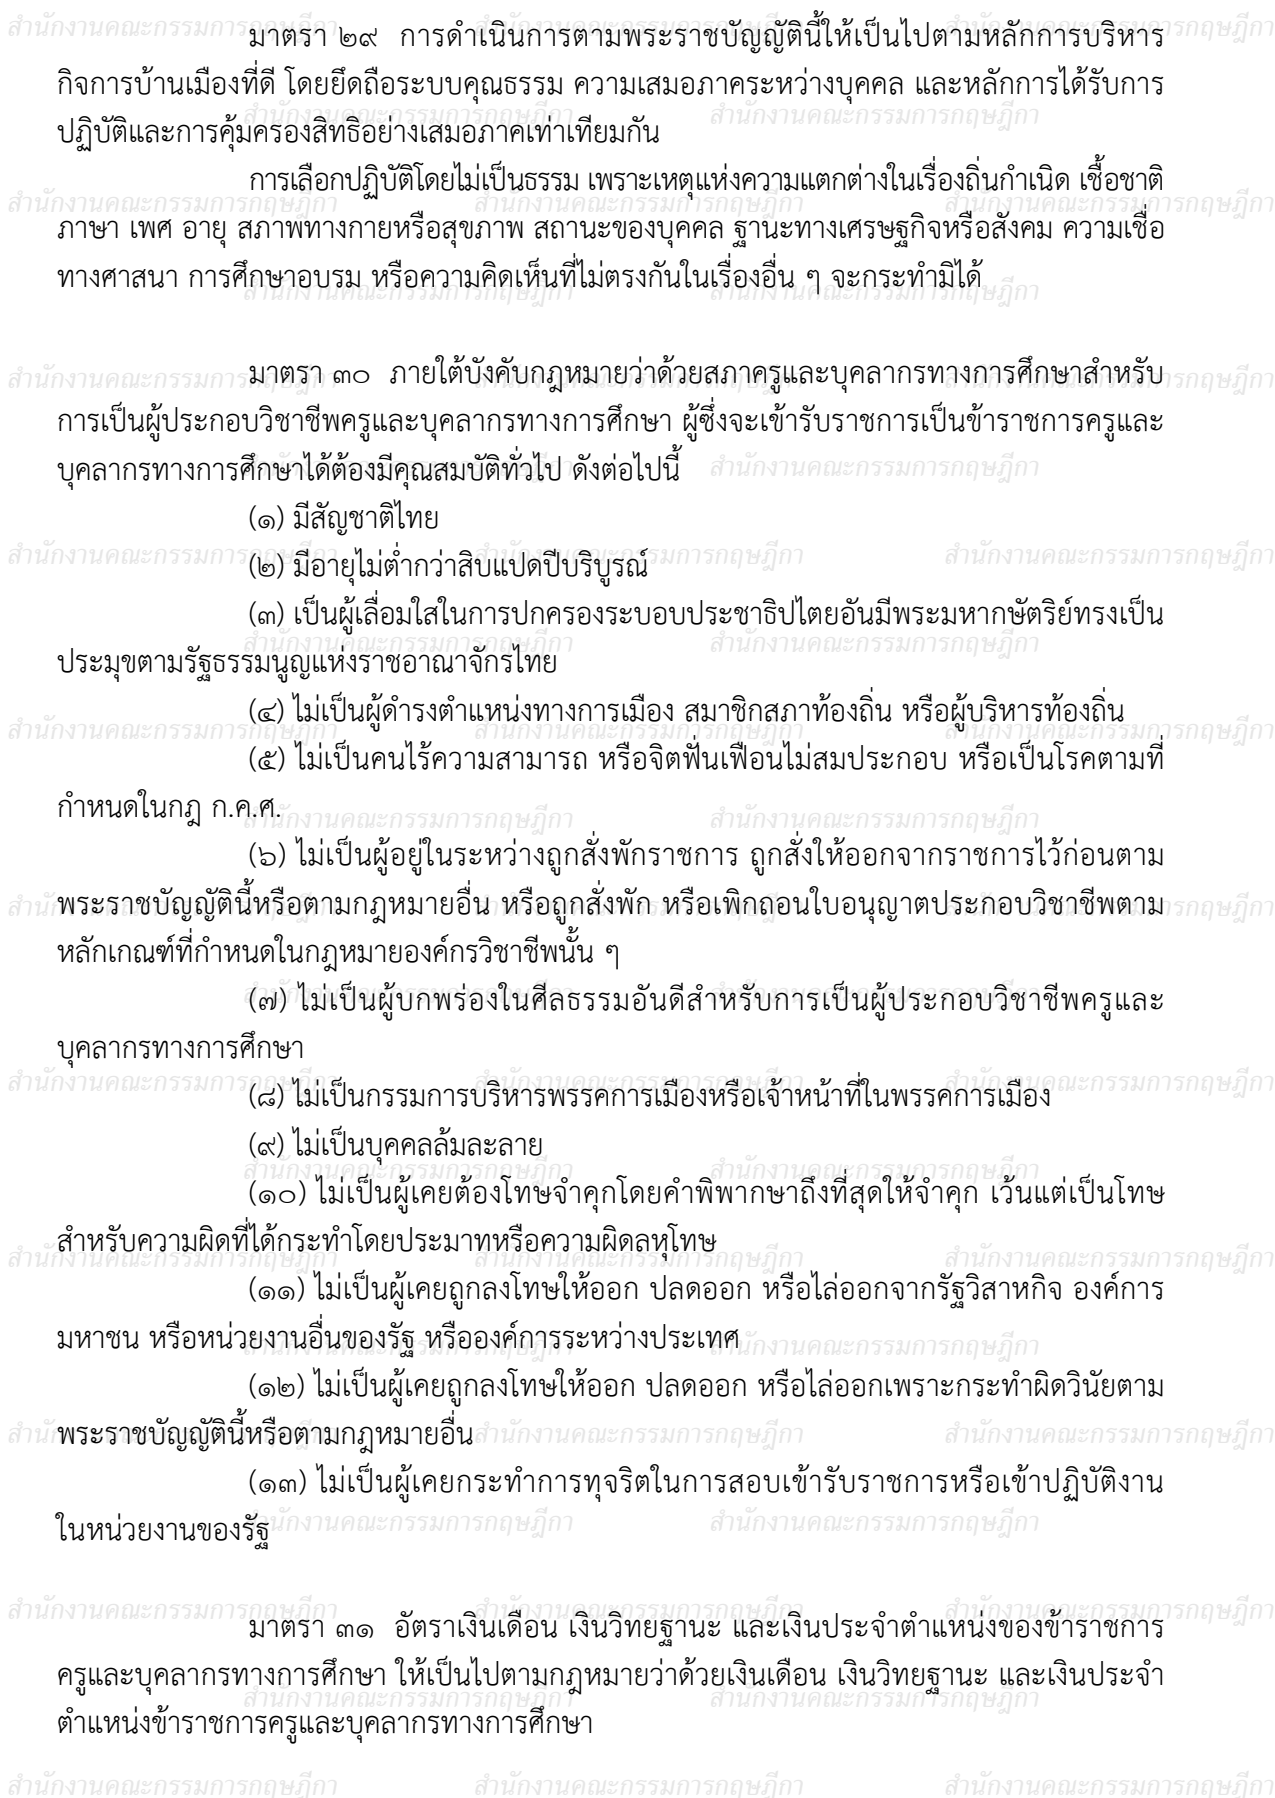 มาตรา ๒๙ การดำเนินการตามพระราชบัญญัตินี้ให้เป็นไปตามหลักการบริหาร
กิจการบ้านเมืองที่ดี โดยยึดถือระบบคุณธรรม ความเสมอภาคระหว่างบุคคล และหลักการได้รับการ
ปฏิบัติและการคุ้มครองสิทธิอย่างเสมอภาคเท่าเทียมกัน
การเลือกปฏิบัติโดยไม่เป็นธรรม เพราะเหตุแห่งความแตกต่างในเรื่องถิ่นกำเนิด เชื้อชาติ
ภาษา เพศ อายุ สภาพทางกายหรือสุขภาพ สถานะของบุคคล ฐานะทางเศรษฐกิจหรือสังคม ความเชื่อ
ทางศาสนา การศึกษาอบรม หรือความคิดเห็นที่ไม่ตรงกันในเรื่องอื่น ๆ จะกระทำมิได้
มาตรา ๓๐ ภายใต้บังคับกฎหมายว่าด้วยสภาครูและบุคลากรทางการศึกษาสำหรับ
การเป็นผู้ประกอบวิชาชีพครูและบุคลากรทางการศึกษา ผู้ซึ่งจะเข้ารับราชการเป็นข้าราชการครูและ
บุคลากรทางการศึกษาได้ต้องมีคุณสมบัติทั่วไป ดังต่อไปนี้
(๑) มีสัญชาติไทย
(๒) มีอายุไม่ต่ำกว่าสิบแปดปีบริบูรณ์
(๓) เป็นผู้เลื่อมใสในการปกครองระบอบประชาธิปไตยอันมีพระมหากษัตริย์ทรงเป็น
ประมุขตามรัฐธรรมนูญแห่งราชอาณาจักรไทย
(๔) ไม่เป็นผู้ดำรงตำแหน่งทางการเมือง สมาชิกสภาท้องถิ่น หรือผู้บริหารท้องถิ่น
(๕) ไม่เป็นคนไร้ความสามารถ หรือจิตฟั่นเฟือนไม่สมประกอบ หรือเป็นโรคตามที่
กำหนดในกฎ ก.ค.ศ.
(๖) ไม่เป็นผู้อยู่ในระหว่างถูกสั่งพักราชการ ถูกสั่งให้ออกจากราชการไว้ก่อนตาม
พระราชบัญญัตินี้หรือตามกฎหมายอื่น หรือถูกสั่งพัก หรือเพิกถอนใบอนุญาตประกอบวิชาชีพตาม
หลักเกณฑ์ที่กำหนดในกฎหมายองค์กรวิชาชีพนั้น ๆ
(๗) ไม่เป็นผู้บกพร่องในศีลธรรมอันดีสำหรับการเป็นผู้ประกอบวิชาชีพครูและ
บุคลากรทางการศึกษา
(๘) ไม่เป็นกรรมการบริหารพรรคการเมืองหรือเจ้าหน้าที่ในพรรคการเมือง
(๙) ไม่เป็นบุคคลล้มละลาย
(๑๐) ไม่เป็นผู้เคยต้องโทษจำคุกโดยคำพิพากษาถึงที่สุดให้จำคุก เว้นแต่เป็นโทษ
สำหรับความผิดที่ได้กระทำโดยประมาทหรือความผิดลหุโทษ
(๑๑) ไม่เป็นผู้เคยถูกลงโทษให้ออก ปลดออก หรือไล่ออกจากรัฐวิสาหกิจ องค์การ
มหาชน หรือหน่วยงานอื่นของรัฐ หรือองค์การระหว่างประเทศ
(๑๒) ไม่เป็นผู้เคยถูกลงโทษให้ออก ปลดออก หรือไล่ออกเพราะกระทำผิดวินัยตาม
พระราชบัญญัตินี้หรือตามกฎหมายอื่น
(๑๓) ไม่เป็นผู้เคยกระทำการทุจริตในการสอบเข้ารับราชการหรือเข้าปฏิบัติงาน
ในหน่วยงานของรัฐ
มาตรา ๓๑ อัตราเงินเดือน เงินวิทยฐานะ และเงินประจำตำแหน่งของข้าราชการ
ครูและบุคลากรทางการศึกษา ให้เป็นไปตามกฎหมายว่าด้วยเงินเดือน เงินวิทยฐานะ และเงินประจำ
ตำแหน่งข้าราชการครูและบุคลากรทางการศึกษา
สำนักงานคณะกรรมการกฤษฎีกา สำนักงานคณะกรรมการกฤษฎีกา สำนักงานคณะกรรมการกฤษฎีกา